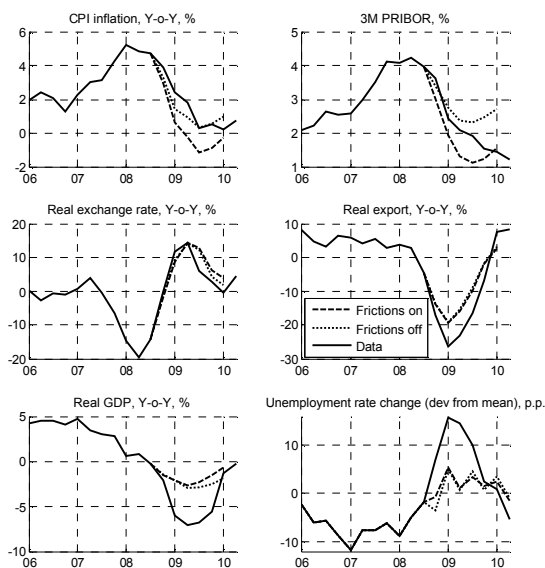 CPI inflation, Y-o-Y, %
6
4
2
0
-2
06 07 08 09 10
3M PRIBOR, %
5
4
3
2
1
06 07 08 09 10
Real exchange rate, Y-o-Y, %
20
10
0
-10
-20
06 07 08 09 10
Real export, Y-o-Y, %
10
0
-10
-20
-30
06 07 08 09 10
Frictions on
Frictions off
Data
Real GDP, Y-o-Y, %
5
0
-5
-10
06 07 08 09 10
Unemployment rate change (dev from mean), p.p.
10
0
-10
06 07 08 09 10